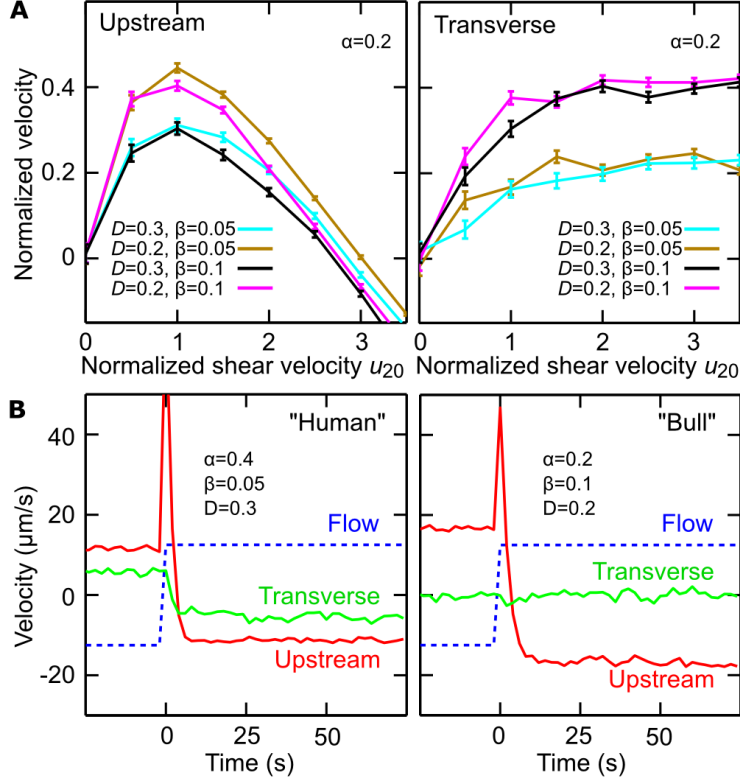 A
Upstream
α=0.2
Transverse
α=0.2
Normalized velocity
0.4
0.2
0
D=0.3, β=0.05
D=0.2, β=0.05
D=0.3, β=0.1
D=0.2, β=0.1
D=0.3, β=0.05
D=0.2, β=0.05
D=0.3, β=0.1
D=0.2, β=0.1
0 1 2 3
0 1 2 3
Normalized shear velocity u20
Normalized shear velocity u20
B
"Human"
"Bull"
Velocity (μm/s)
40
20
0
-20
α=0.4
β=0.05
D=0.3
Flow
Transverse
Upstream
α=0.2
β=0.1
D=0.2
Flow
Transverse
Upstream
0 50
0 50
Time (s)
Time (s)